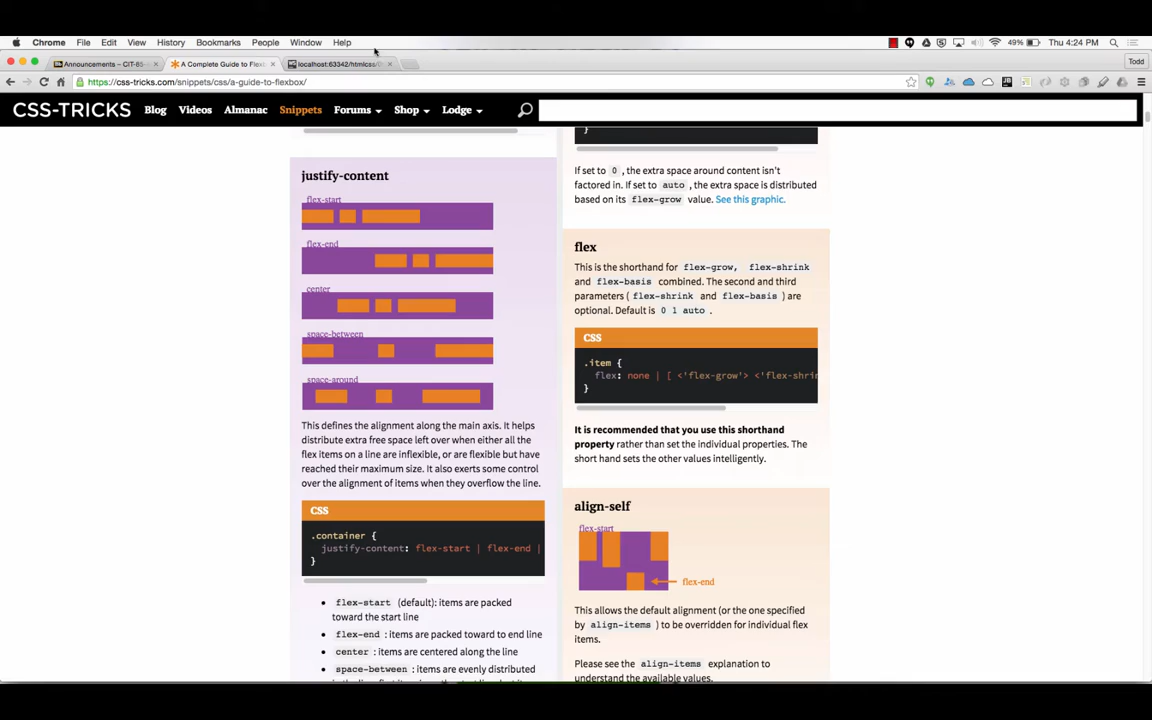 Chrome File Edit View History Bookmarks People Window Help 49% Thu 4:24 PM
Announcements – CIT-85- A Complete Guide to Flexb localhost:63342/htmlcss/ Todd
https://css-tricks.com/snippets/css/a-guide-to-flexbox/
CSS-TRICKS Blog Videos Almanac Snippets Forums Shop Lodge
justify-content
flex-start
flex-end
center
space-between
space-around
This defines the alignment along the main axis. It helps
distribute extra free space left over when either all the
flex items on a line are inflexible, or are flexible but have
reached their maximum size. It also exerts some control
over the alignment of items when they overflow the line.
CSS
.container {
justify-content: flex-start | flex-end |
}
• flex-start (default): items are packed
toward the start line
• flex-end : items are packed toward to end line
• center : items are centered along the line
• space-between : items are evenly distributed
}
If set to 0 , the extra space around content isn't
factored in. If set to auto , the extra space is distributed
based on its flex-grow value. See this graphic.
flex
This is the shorthand for flex-grow, flex-shrink
and flex-basis combined. The second and third
parameters ( flex-shrink and flex-basis ) are
optional. Default is 0 1 auto .
CSS
.item {
flex: none | [ <'flex-grow'> <'flex-shrin
}
It is recommended that you use this shorthand
property rather than set the individual properties. The
short hand sets the other values intelligently.
align-self
flex-start
flex-end
This allows the default alignment (or the one specified
by align-items ) to be overridden for individual flex
items.
Please see the align-items explanation to
understand the available values.